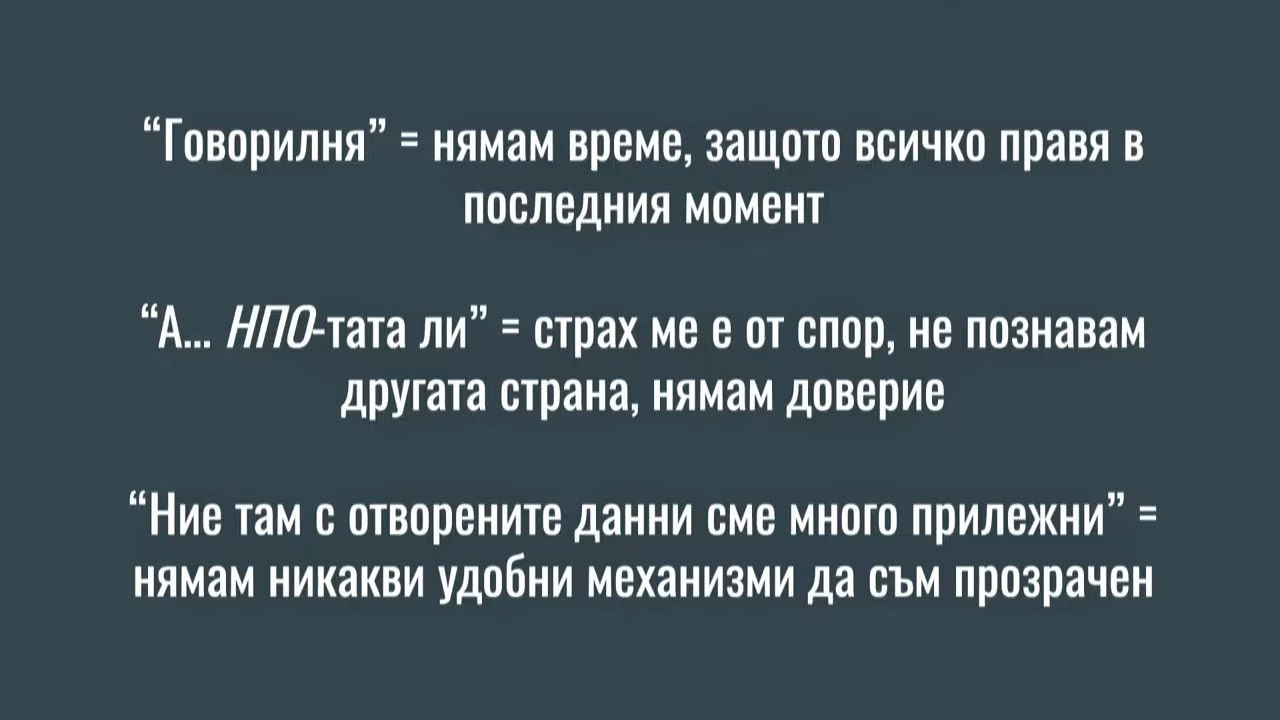 “Говорилня” = нямам време, защото всичко правя в
последния момент
“А... НПО-тата ли” = страх ме е от спор, не познавам
другата страна, нямам доверие
“Ние там с отворените данни сме много прилежни” =
нямам никакви удобни механизми да съм прозрачен